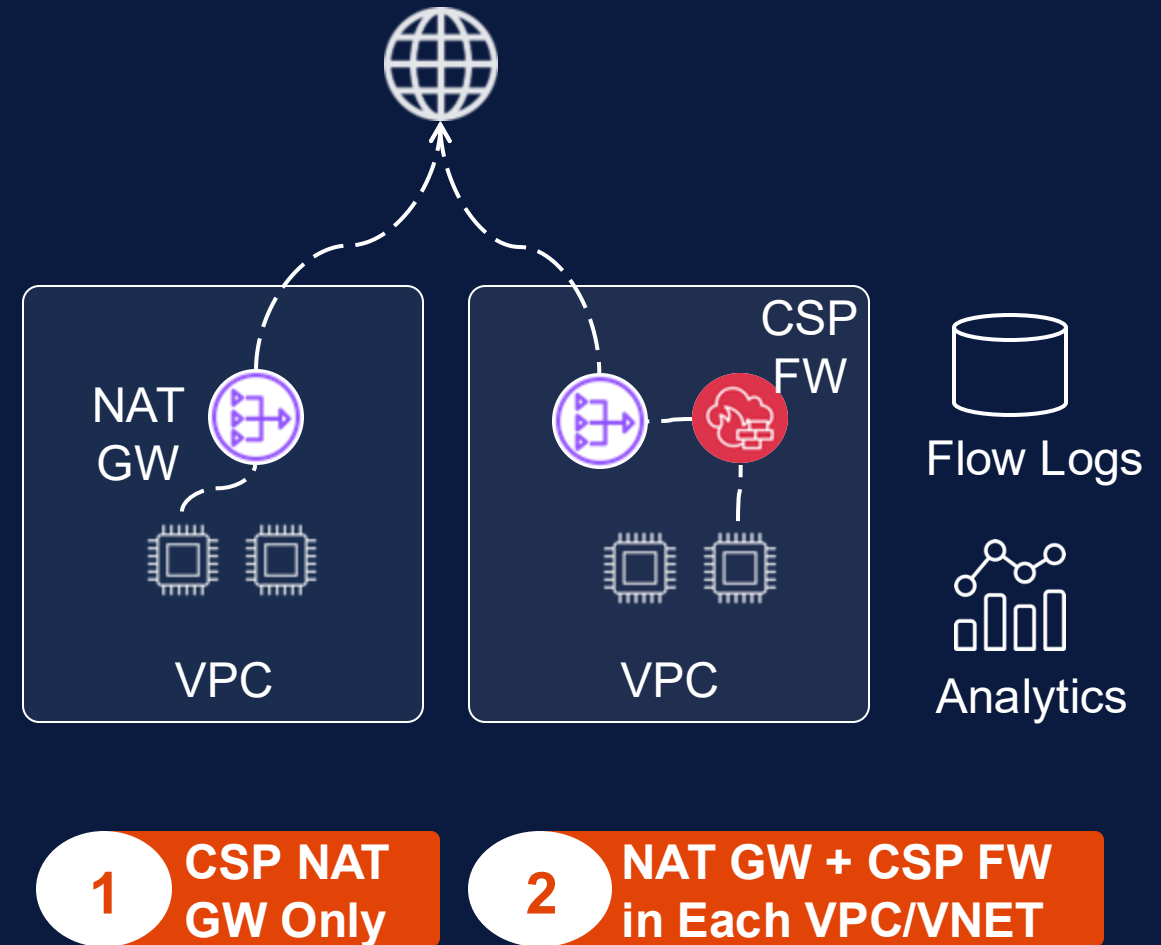 NAT
GW
VPC
CSP
FW
VPC
Flow Logs
Analytics
1
CSP NAT
GW Only
2
NAT GW + CSP FW
in Each VPC/VNET